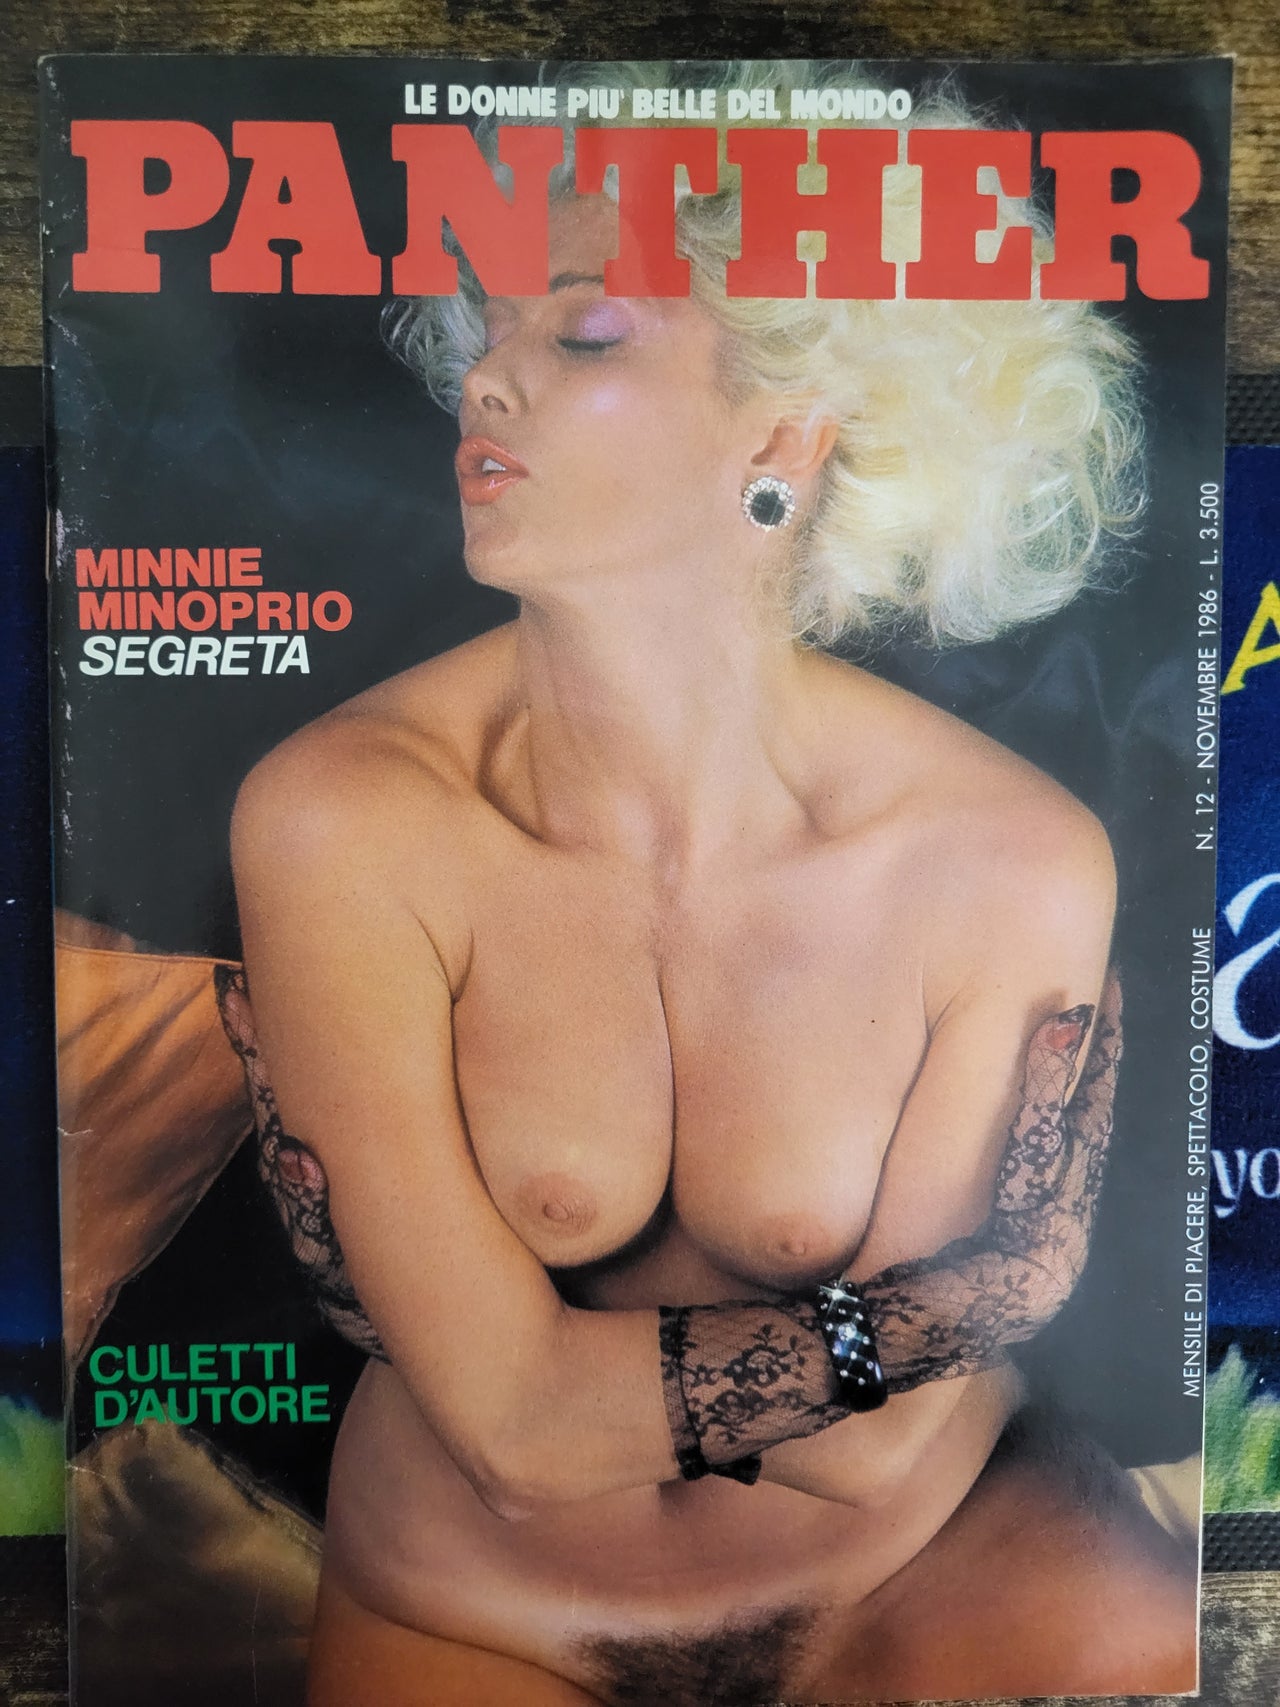 LE DONNE PIU' BELLE DEL MONDO
PANTHER
MINNIE
MINOPRIO
SEGRETA
CULETTI
D'AUTORE
MENSILE DI PIACERE, SPETTACOLO, COSTUME N. 12 - NOVEMBRE 1986 - L. 3.500
A
yo